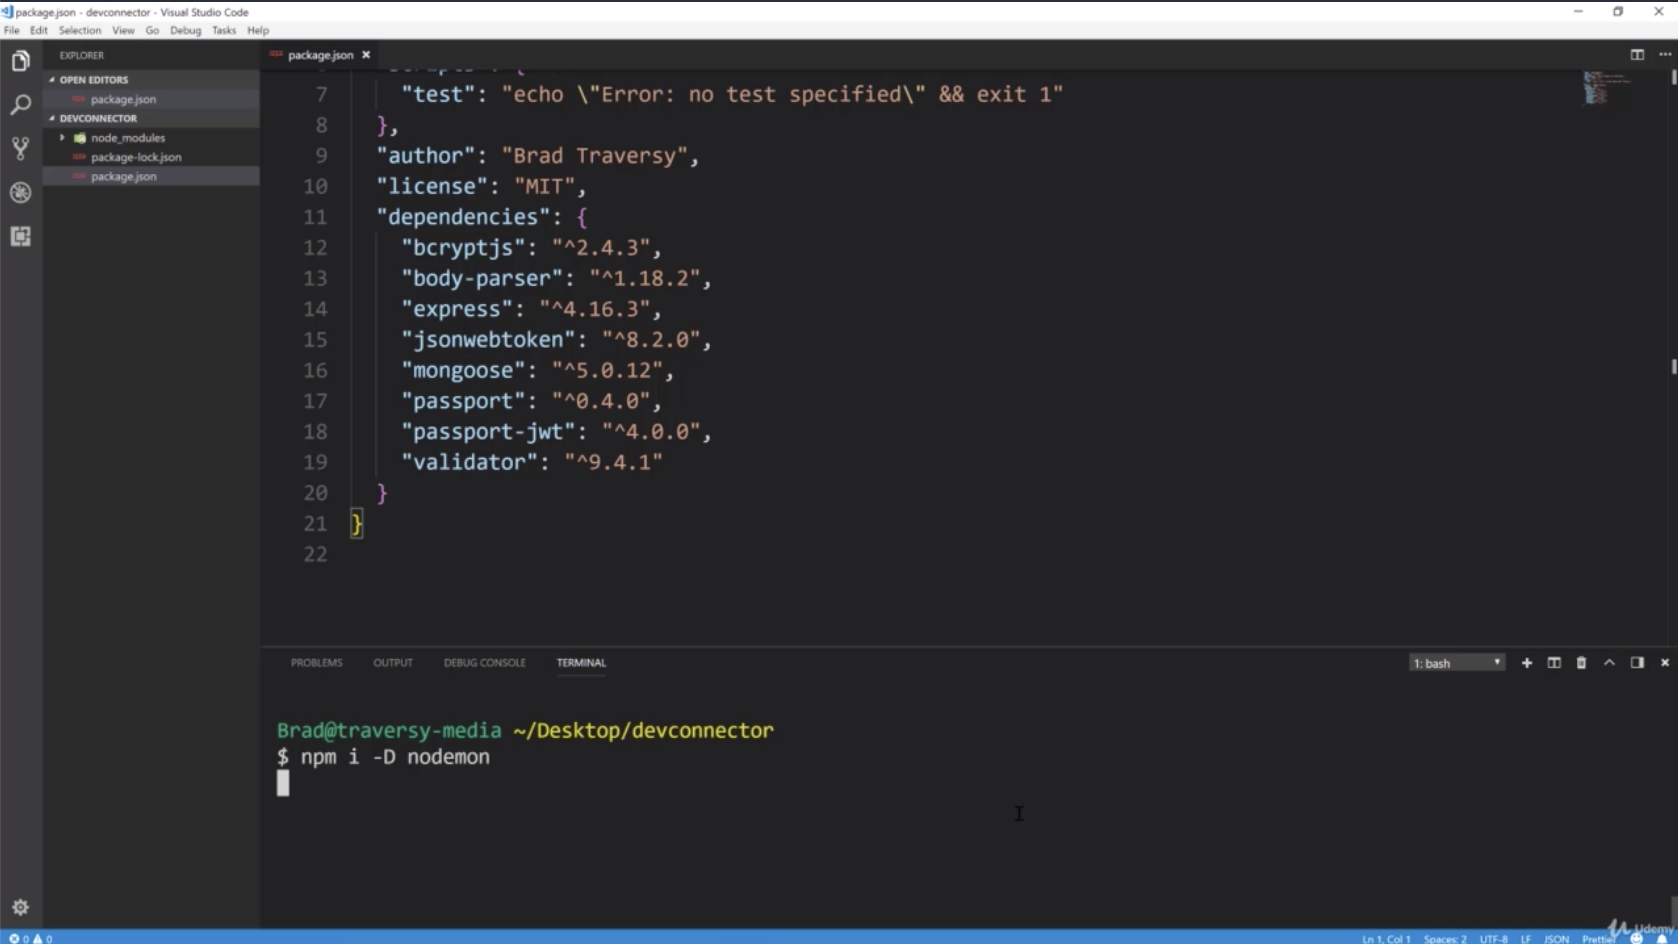 package.json - devconnector - Visual Studio Code
File Edit Selection View Go Debug Tasks Help
EXPLORER
package.json
OPEN EDITORS
package.json
DEVCONNECTOR
node_modules
package-lock.json
package.json
7 "test": "echo \"Error: no test specified\" && exit 1"
8 },
9 "author": "Brad Traversy",
10 "license": "MIT",
11 "dependencies": {
12 "bcryptjs": "^2.4.3",
13 "body-parser": "^1.18.2",
14 "express": "^4.16.3",
15 "jsonwebtoken": "^8.2.0",
16 "mongoose": "^5.0.12",
17 "passport": "^0.4.0",
18 "passport-jwt": "^4.0.0",
19 "validator": "^9.4.1"
20 }
21 }
22
PROBLEMS OUTPUT DEBUG CONSOLE TERMINAL
1: bash
Brad@traversy-media ~/Desktop/devconnector
$ npm i -D nodemon
0 0
Ln 1, Col 1 Spaces: 2 UTF-8 LF JSON Prettier
Udemy